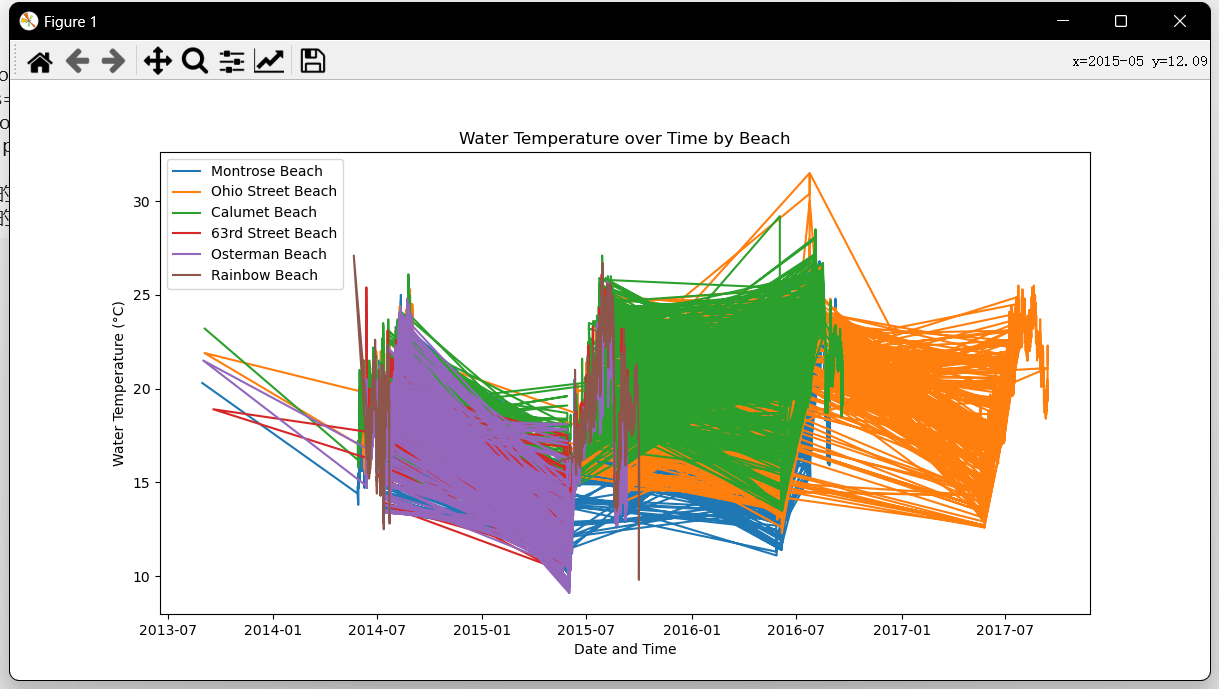 Figure 1
x=2015-05 y=12.09
Water Temperature over Time by Beach
Montrose Beach
Ohio Street Beach
Calumet Beach
63rd Street Beach
Osterman Beach
Rainbow Beach
Water Temperature (°C)
30
25
20
15
10
2013-07 2014-01 2014-07 2015-01 2015-07 2016-01 2016-07 2017-01 2017-07
Date and Time
的
的